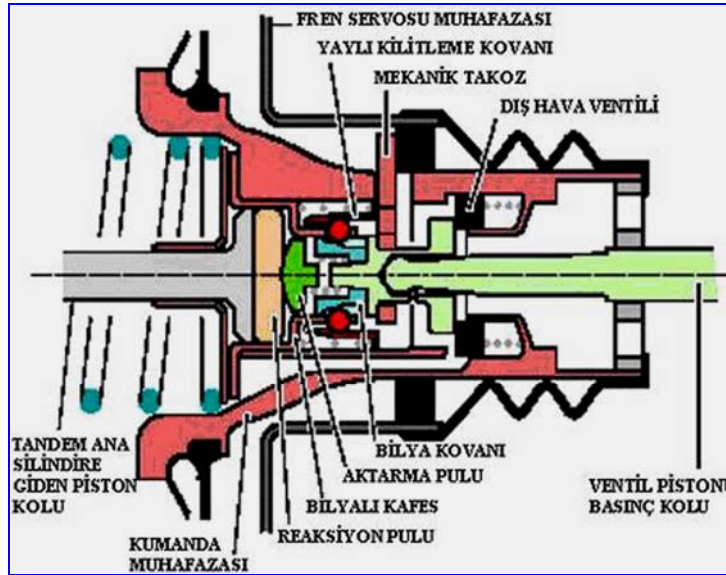 FREN SERVOSU MUHAFAZASI
YAYLI KİLİTLEME KOVANI
MEKANİK TAKOZ
DIŞ HAVA VENTİLİ
TANDEM ANA
SİLİNDİRE
GİDEN PİSTON
KOLU
BİLYA KOVANI
AKTARMA PULU
BİLYALI KAFES
REAKSİYON PULU
KUMANDA
MUHAFAZASI
VENTİL PİSTONU
BASINÇ KOLU